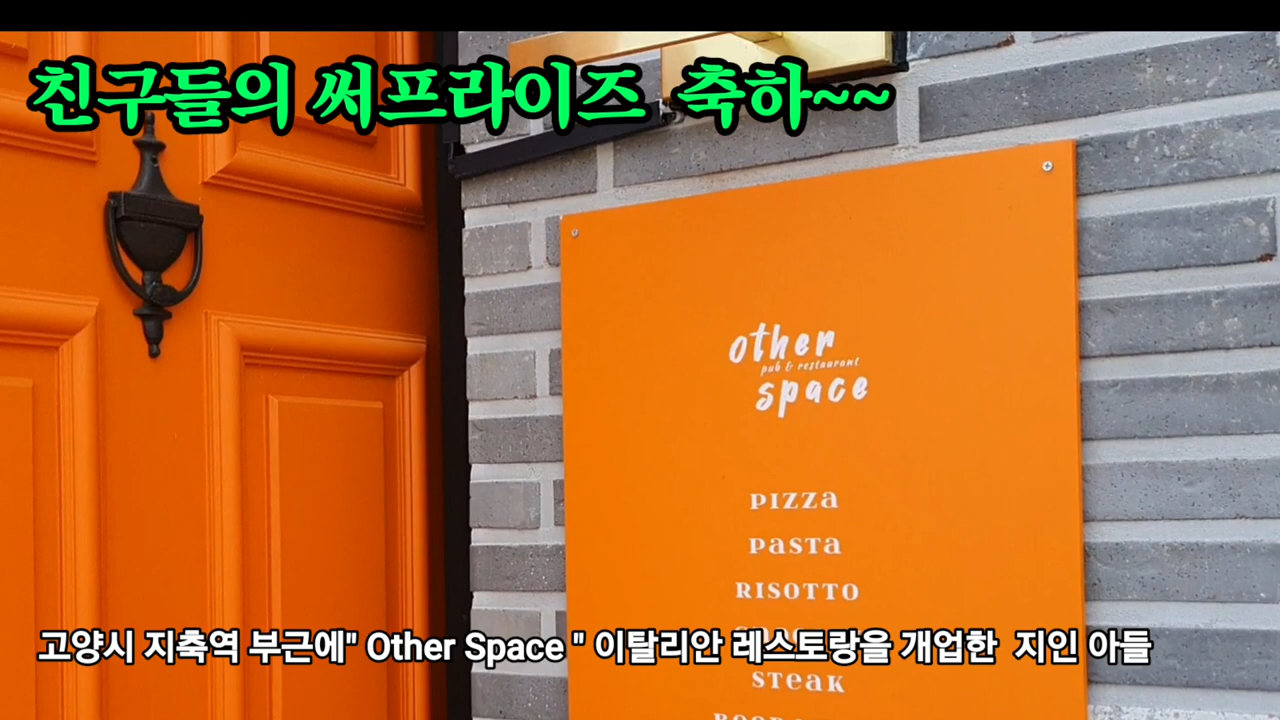 친구들의 써프라이즈 축하~~
other
pub & restaurant
space
PIZZA
PASTA
RISOTTO
고양시 지축역 부근에" Other Space " 이탈리안 레스토랑을 개업한 지인 아들
STEAK